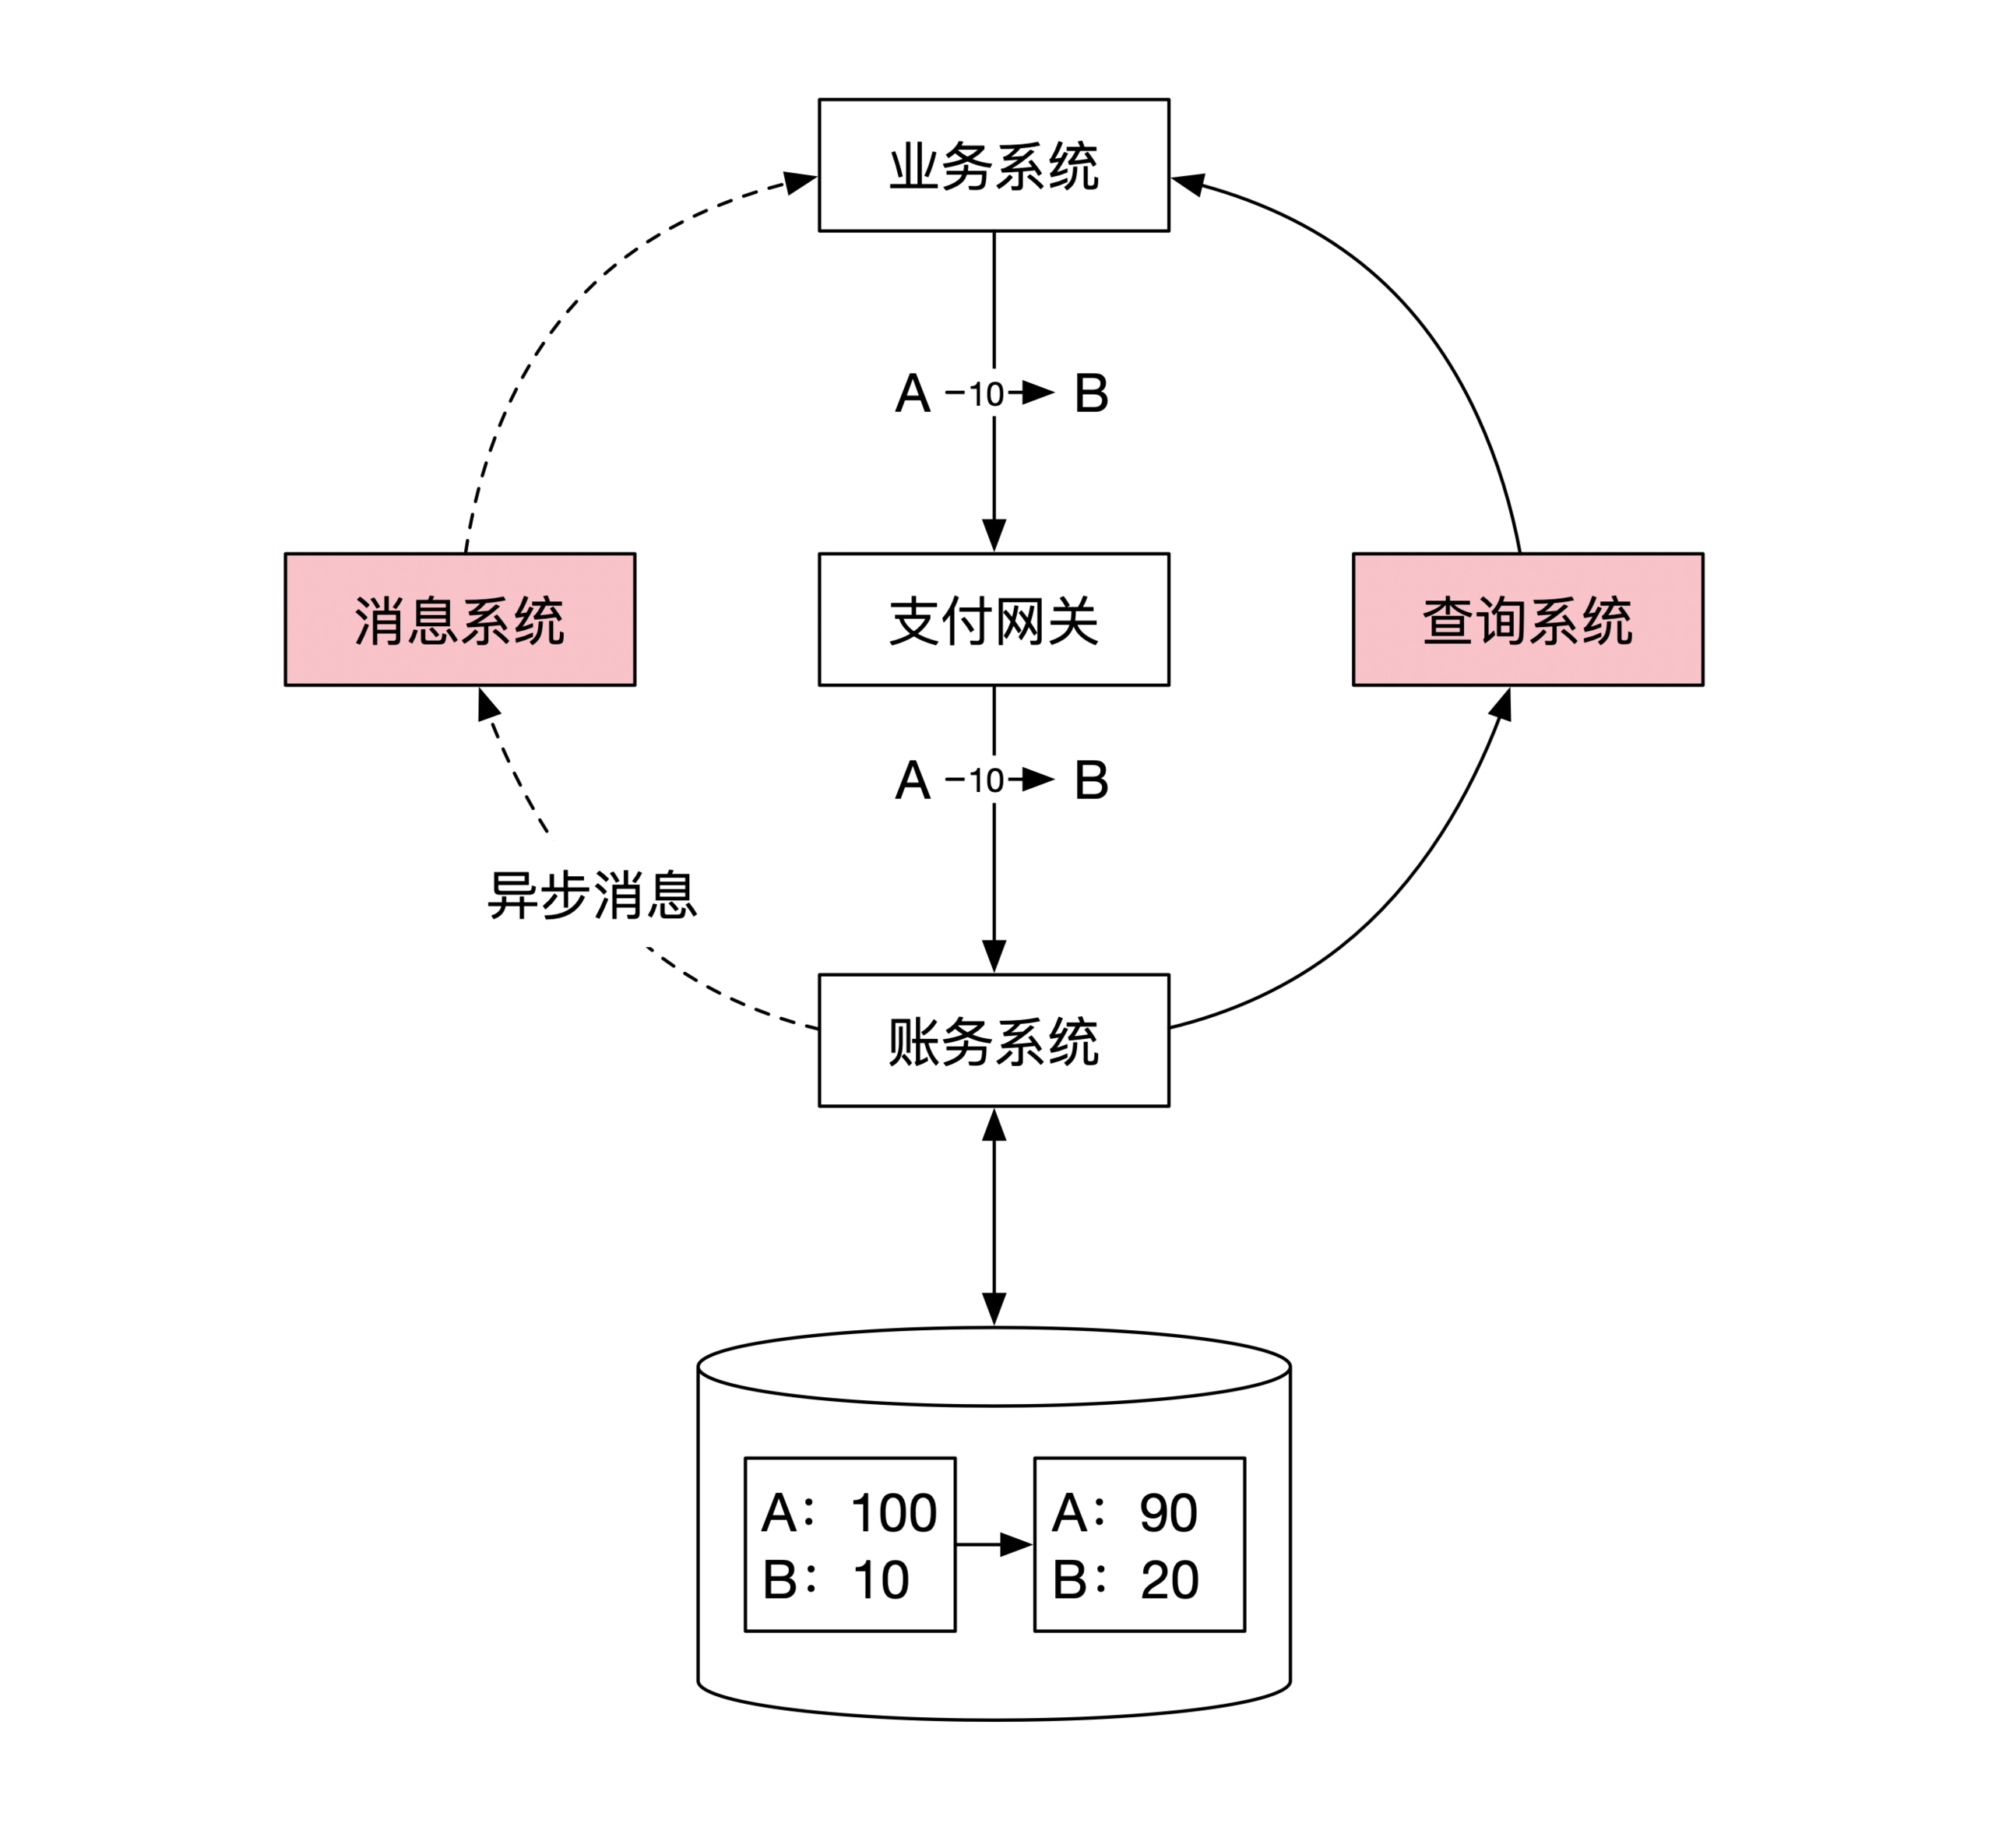 业务系统
A -10→ B
消息系统
支付网关
查询系统
A -10→ B
异步消息
账务系统
A： 100
B： 10
A： 90
B： 20